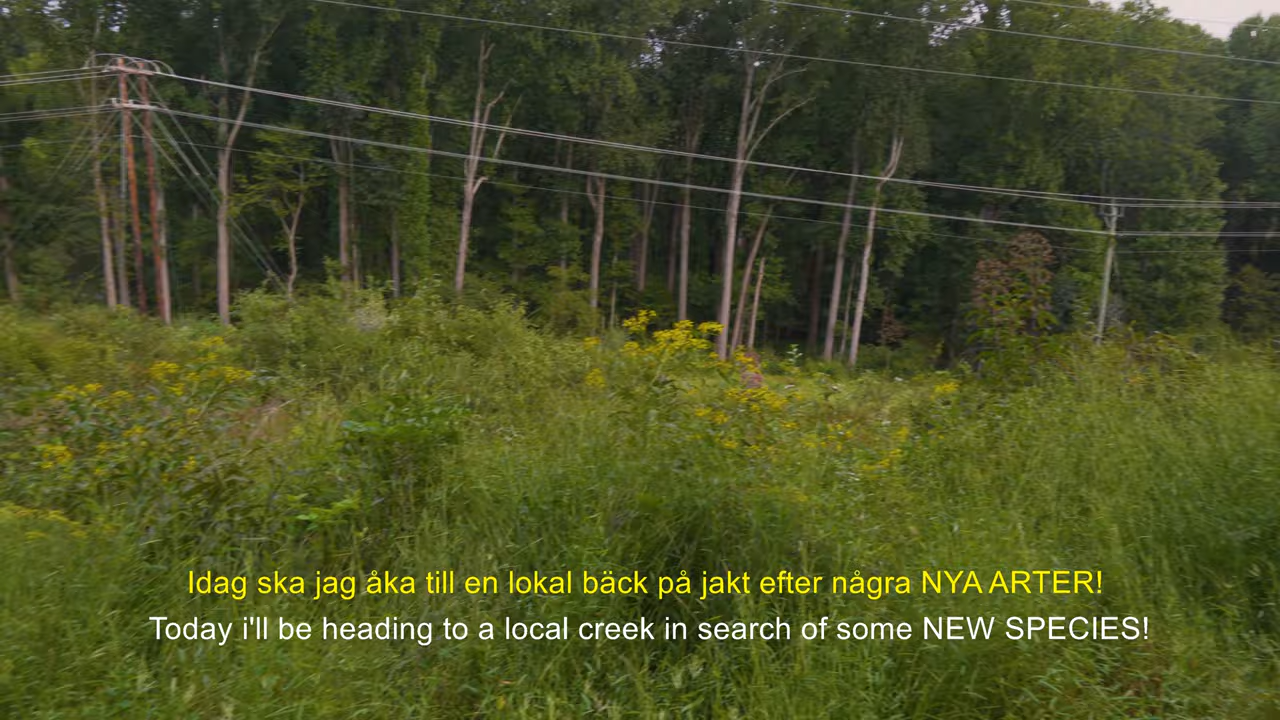 Idag ska jag åka till en lokal bäck på jakt efter några NYA ARTER!
Today i'll be heading to a local creek in search of some NEW SPECIES!